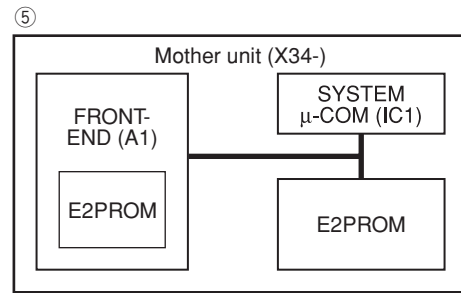 ⑤
Mother unit (X34-)
FRONT-
END (A1)
E2PROM
SYSTEM
μ-COM (IC1)
E2PROM